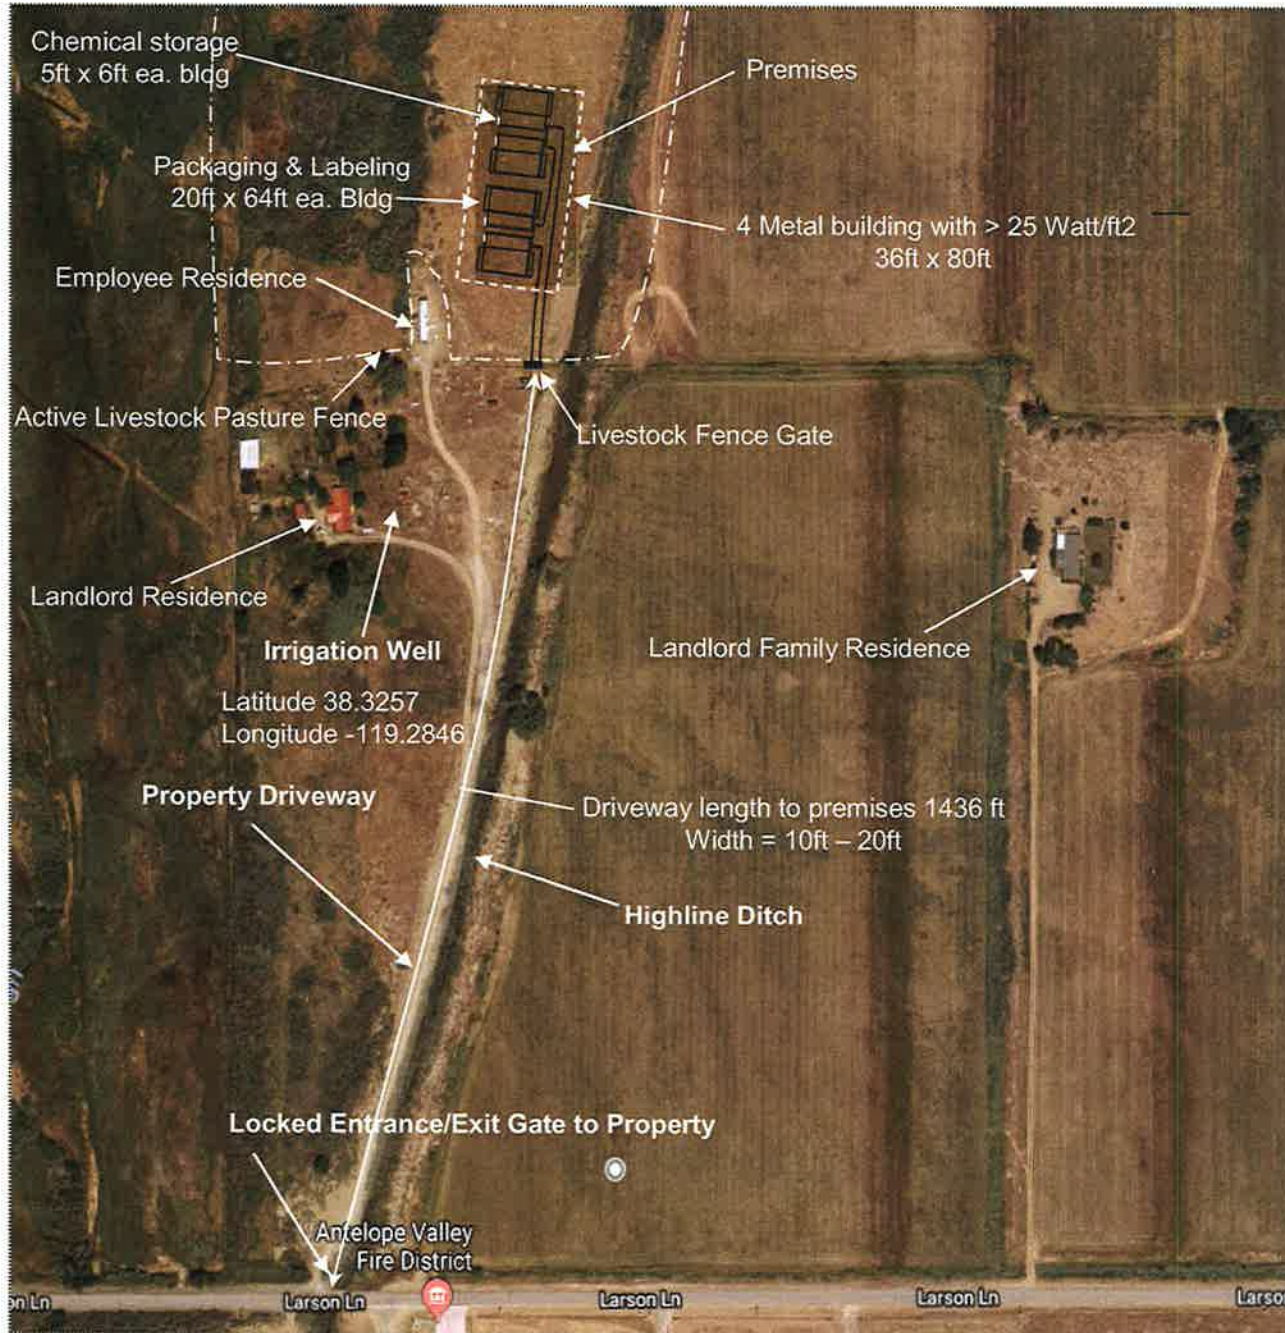 Chemical storage
5ft x 6ft ea. bldg
Premises
Packaging & Labeling
20ft x 64ft ea. Bldg
4 Metal building with > 25 Watt/ft2
36ft x 80ft
Employee Residence
Active Livestock Pasture Fence
Livestock Fence Gate
Landlord Residence
Irrigation Well
Landlord Family Residence
Latitude 38.3257
Longitude -119.2846
Property Driveway
Driveway length to premises 1436 ft
Width = 10ft – 20ft
Highline Ditch
Locked Entrance/Exit Gate to Property
Antelope Valley
Fire District
on Ln
Larson Ln
Larson Ln
Larson Ln
Larso